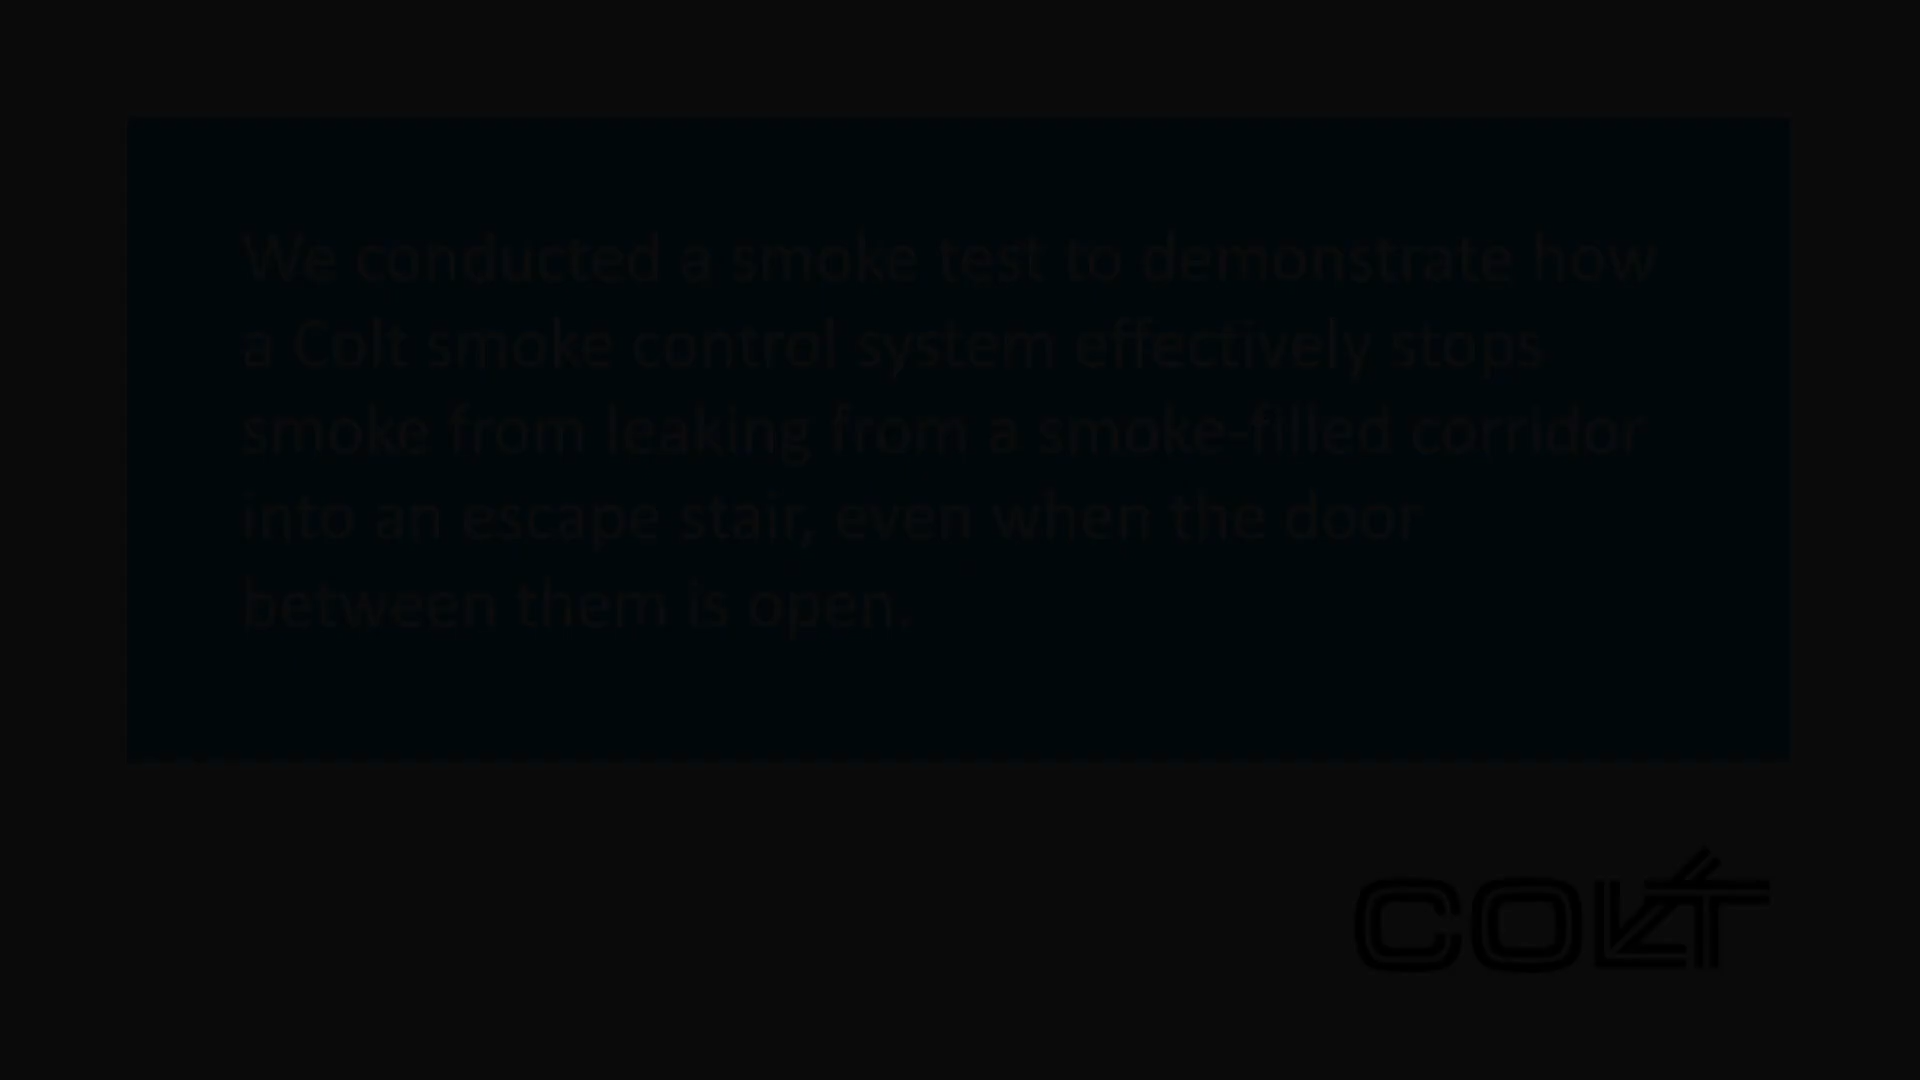 We conducted a smoke test to demonstrate how
a Colt smoke control system effectively stops
smoke from leaking from a smoke-filled corridor
into an escape stair, even when the door
between them is open.
COLT